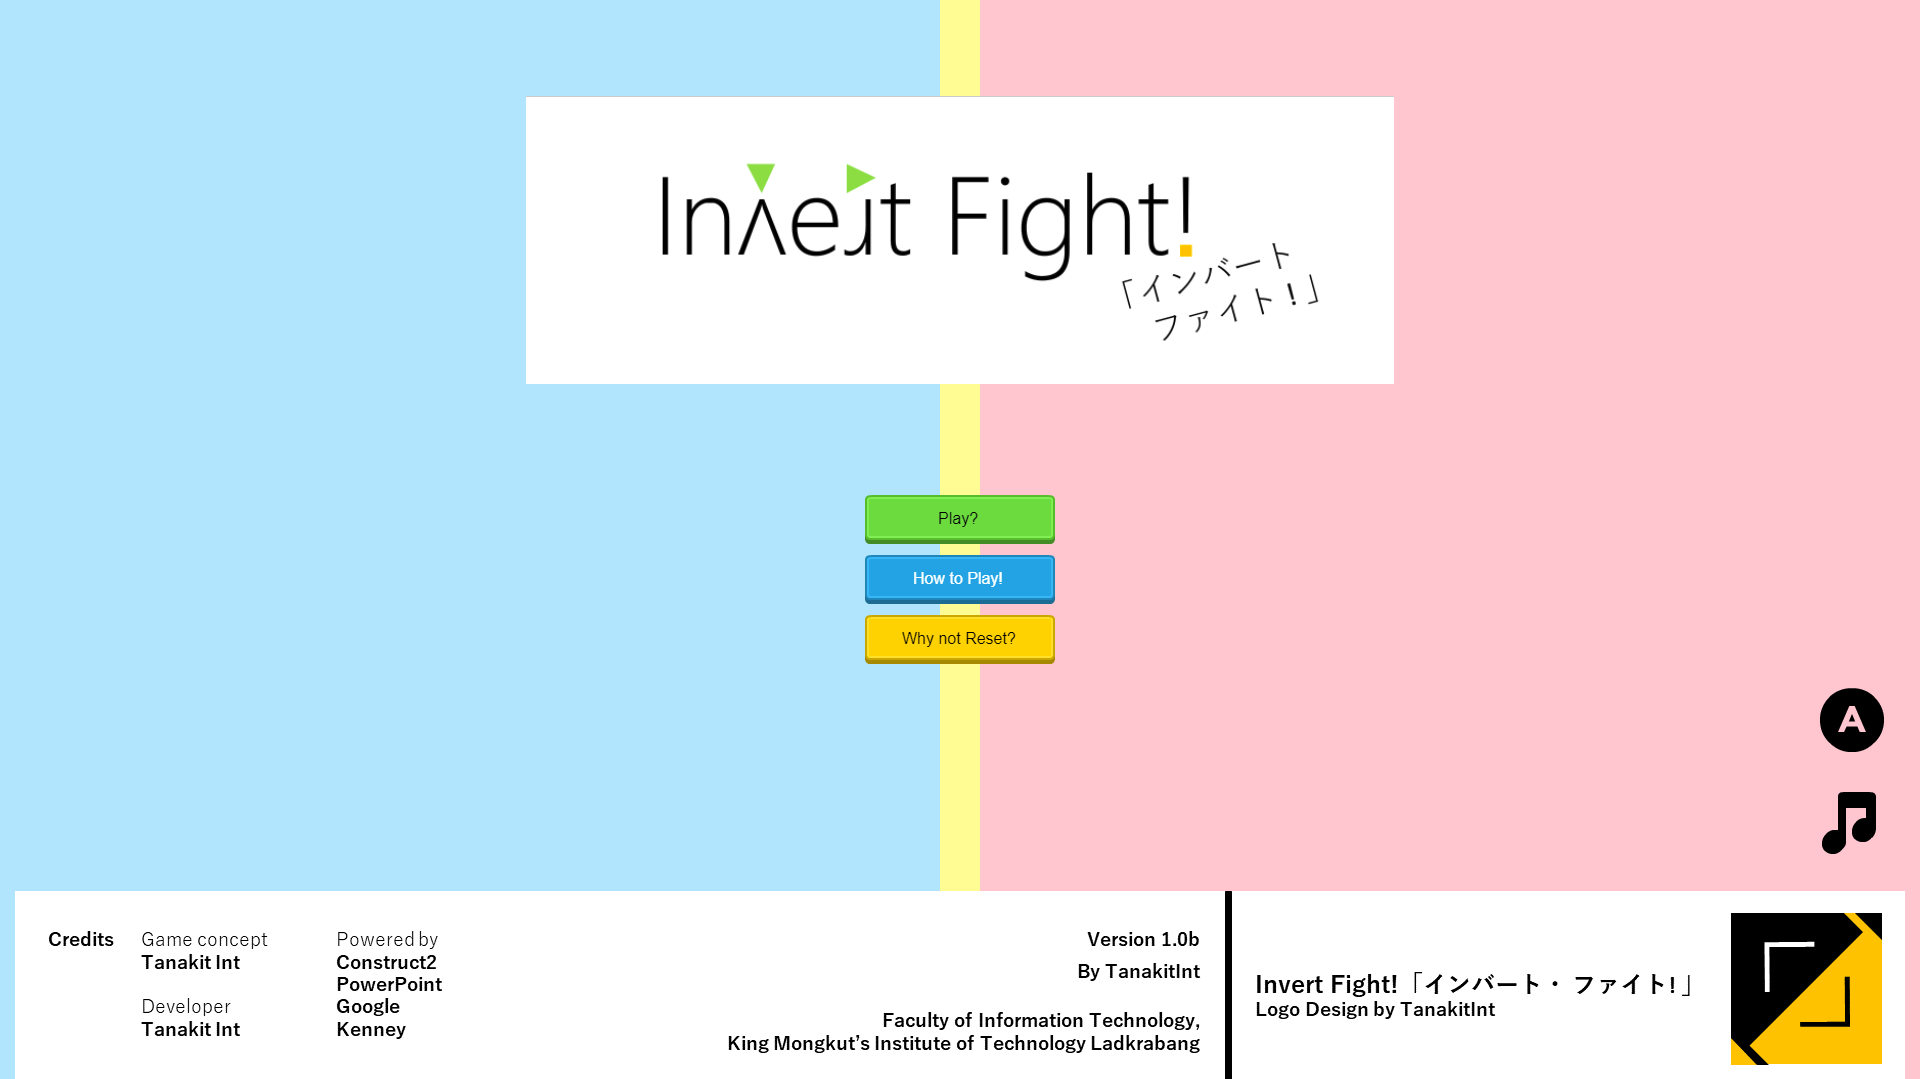 Invert Fight!
「インバート
ファイト！」
Play?
How to Play!
Why not Reset?
A
Credits
Game concept
Tanakit Int
Developer
Tanakit Int
Powered by
Construct2
PowerPoint
Google
Kenney
Version 1.0b
By TanakitInt
Faculty of Information Technology,
King Mongkut’s Institute of Technology Ladkrabang
Invert Fight!「インバート・ ファイト!」
Logo Design by TanakitInt